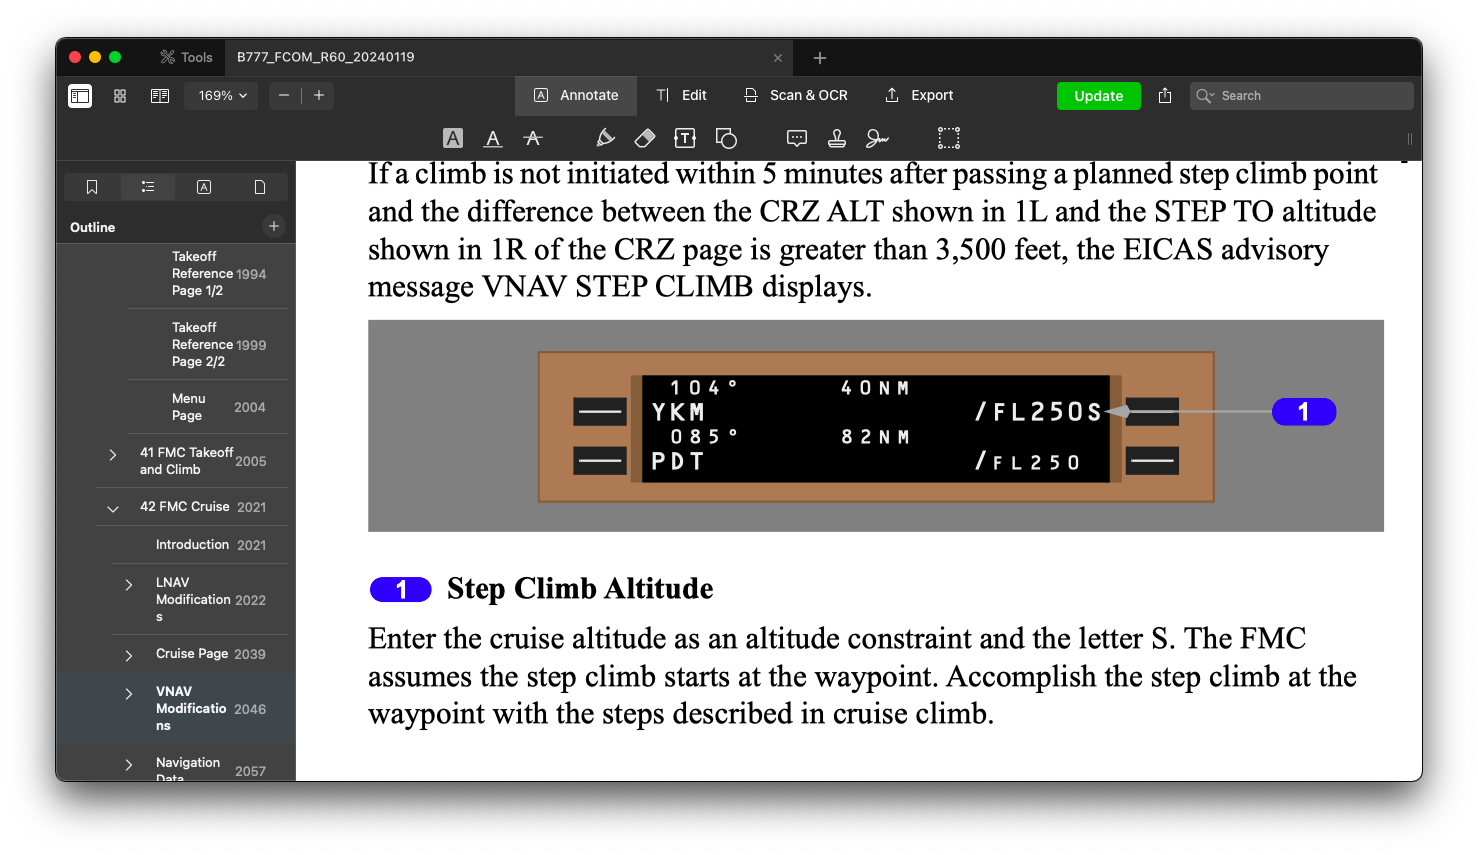 Tools
B777_FCOM_R60_20240119
169%
Annotate
Edit
Scan & OCR
Export
Update
Search
Outline
Takeoff
Reference 1994
Page 1/2
Takeoff
Reference 1999
Page 2/2
Menu
Page 2004
41 FMC Takeoff
and Climb 2005
42 FMC Cruise 2021
Introduction 2021
LNAV
Modification 2022
s
Cruise Page 2039
VNAV
Modificatio 2046
ns
Navigation
Data 2057
If a climb is not initiated within 5 minutes after passing a planned step climb point
and the difference between the CRZ ALT shown in 1L and the STEP TO altitude
shown in 1R of the CRZ page is greater than 3,500 feet, the EICAS advisory
message VNAV STEP CLIMB displays.
104° 40NM
YKM /FL250S
1
085° 82NM
PDT /FL250
1 Step Climb Altitude
Enter the cruise altitude as an altitude constraint and the letter S. The FMC
assumes the step climb starts at the waypoint. Accomplish the step climb at the
waypoint with the steps described in cruise climb.